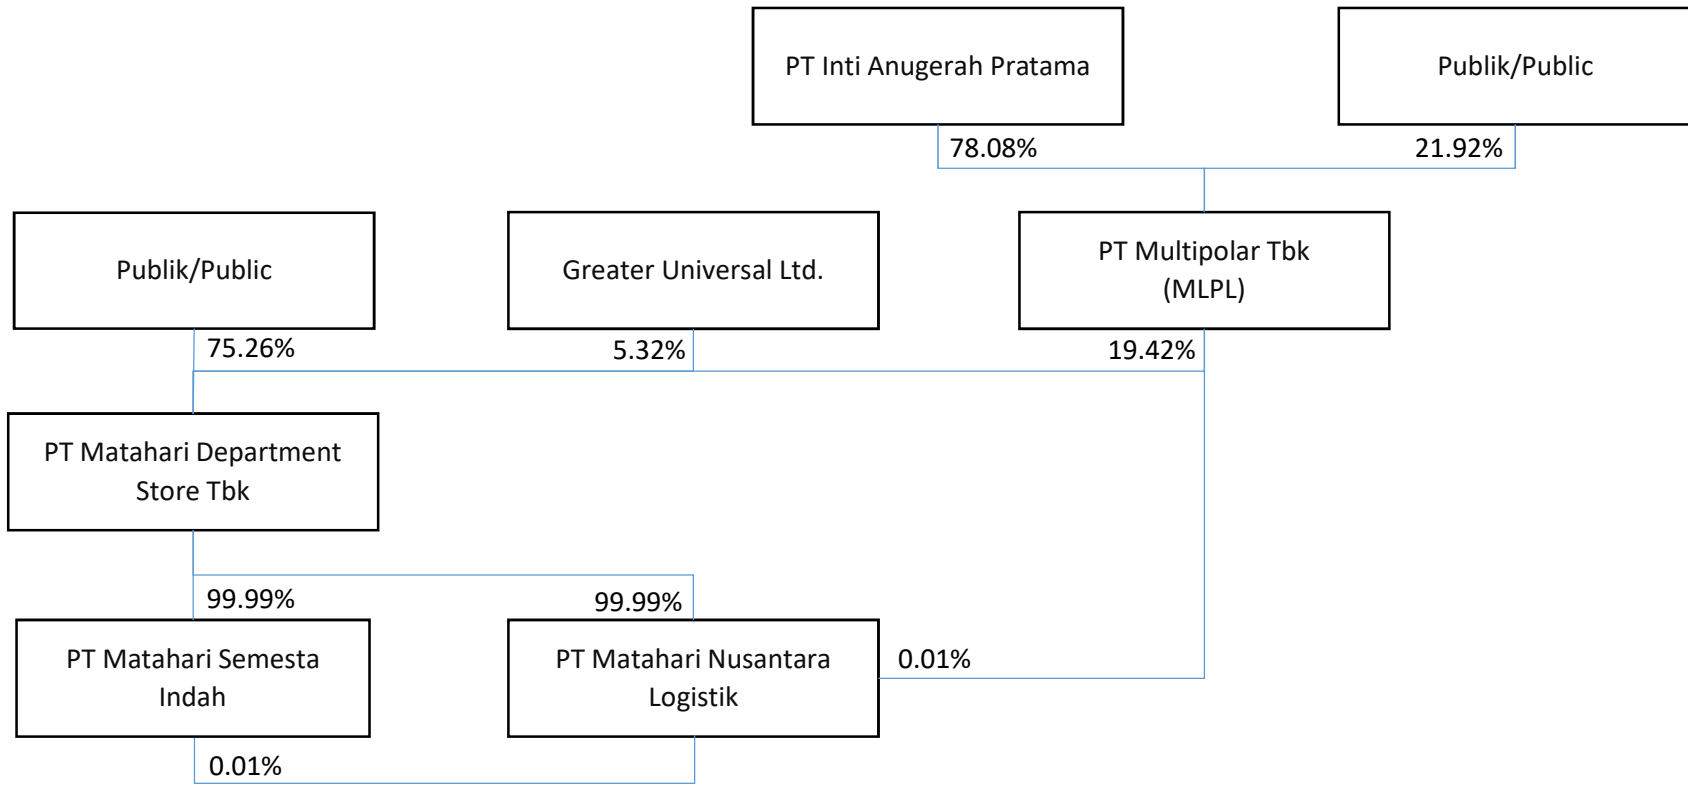 PT Inti Anugerah Pratama
Publik/Public
78.08%
21.92%
Publik/Public
Greater Universal Ltd.
PT Multipolar Tbk
(MLPL)
75.26%
5.32%
19.42%
PT Matahari Department
Store Tbk
99.99%
99.99%
PT Matahari Semesta
Indah
PT Matahari Nusantara
Logistik
0.01%
0.01%